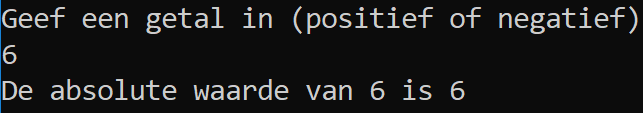 Geef een getal in (positief of negatief)
6
De absolute waarde van 6 is 6